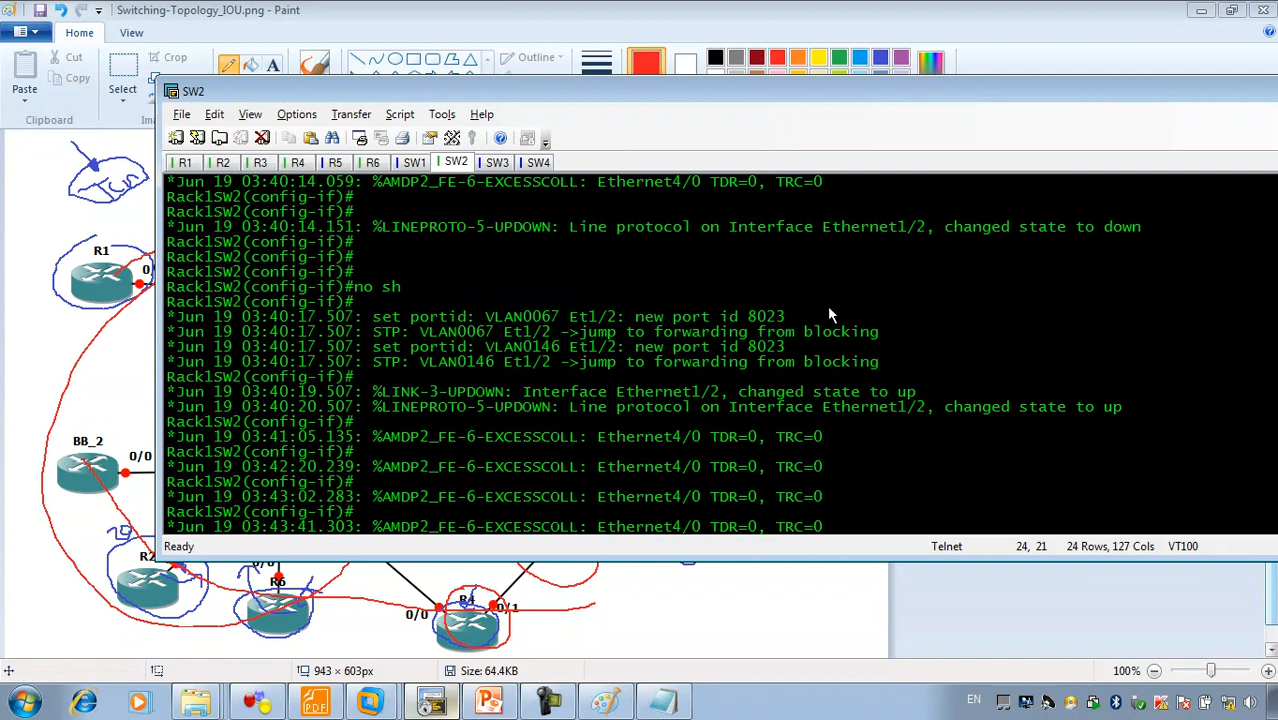 Switching-Topology_IOU.png - Paint
Home
View
Paste
Cut
Copy
Clipboard
Select
Crop
Outline
SW2
File Edit View Options Transfer Script Tools Help
R1 R2 R3 R4 R5 R6 SW1 SW2 SW3 SW4
*Jun 19 03:40:14.059: %AMDP2_FE-6-EXCESSCOLL: Ethernet4/0 TDR=0, TRC=0
Rack1SW2(config-if)#
Rack1SW2(config-if)#
*Jun 19 03:40:14.151: %LINEPROTO-5-UPDOWN: Line protocol on Interface Ethernet1/2, changed state to down
Rack1SW2(config-if)#
Rack1SW2(config-if)#
Rack1SW2(config-if)#
Rack1SW2(config-if)#no sh
Rack1SW2(config-if)#
*Jun 19 03:40:17.507: set portid: VLAN0067 Et1/2: new port id 8023
*Jun 19 03:40:17.507: STP: VLAN0067 Et1/2 ->jump to forwarding from blocking
*Jun 19 03:40:17.507: set portid: VLAN0146 Et1/2: new port id 8023
*Jun 19 03:40:17.507: STP: VLAN0146 Et1/2 ->jump to forwarding from blocking
Rack1SW2(config-if)#
*Jun 19 03:40:19.507: %LINK-3-UPDOWN: Interface Ethernet1/2, changed state to up
*Jun 19 03:40:20.507: %LINEPROTO-5-UPDOWN: Line protocol on Interface Ethernet1/2, changed state to up
Rack1SW2(config-if)#
*Jun 19 03:41:05.135: %AMDP2_FE-6-EXCESSCOLL: Ethernet4/0 TDR=0, TRC=0
Rack1SW2(config-if)#
*Jun 19 03:42:20.239: %AMDP2_FE-6-EXCESSCOLL: Ethernet4/0 TDR=0, TRC=0
Rack1SW2(config-if)#
*Jun 19 03:43:02.283: %AMDP2_FE-6-EXCESSCOLL: Ethernet4/0 TDR=0, TRC=0
Rack1SW2(config-if)#
*Jun 19 03:43:41.303: %AMDP2_FE-6-EXCESSCOLL: Ethernet4/0 TDR=0, TRC=0
Ready
Telnet
24, 21
24 Rows, 127 Cols
VT100
R1
BB_2
0/0
R6
R4
0/0
0/1
943 × 603px
Size: 64.4KB
100%
EN